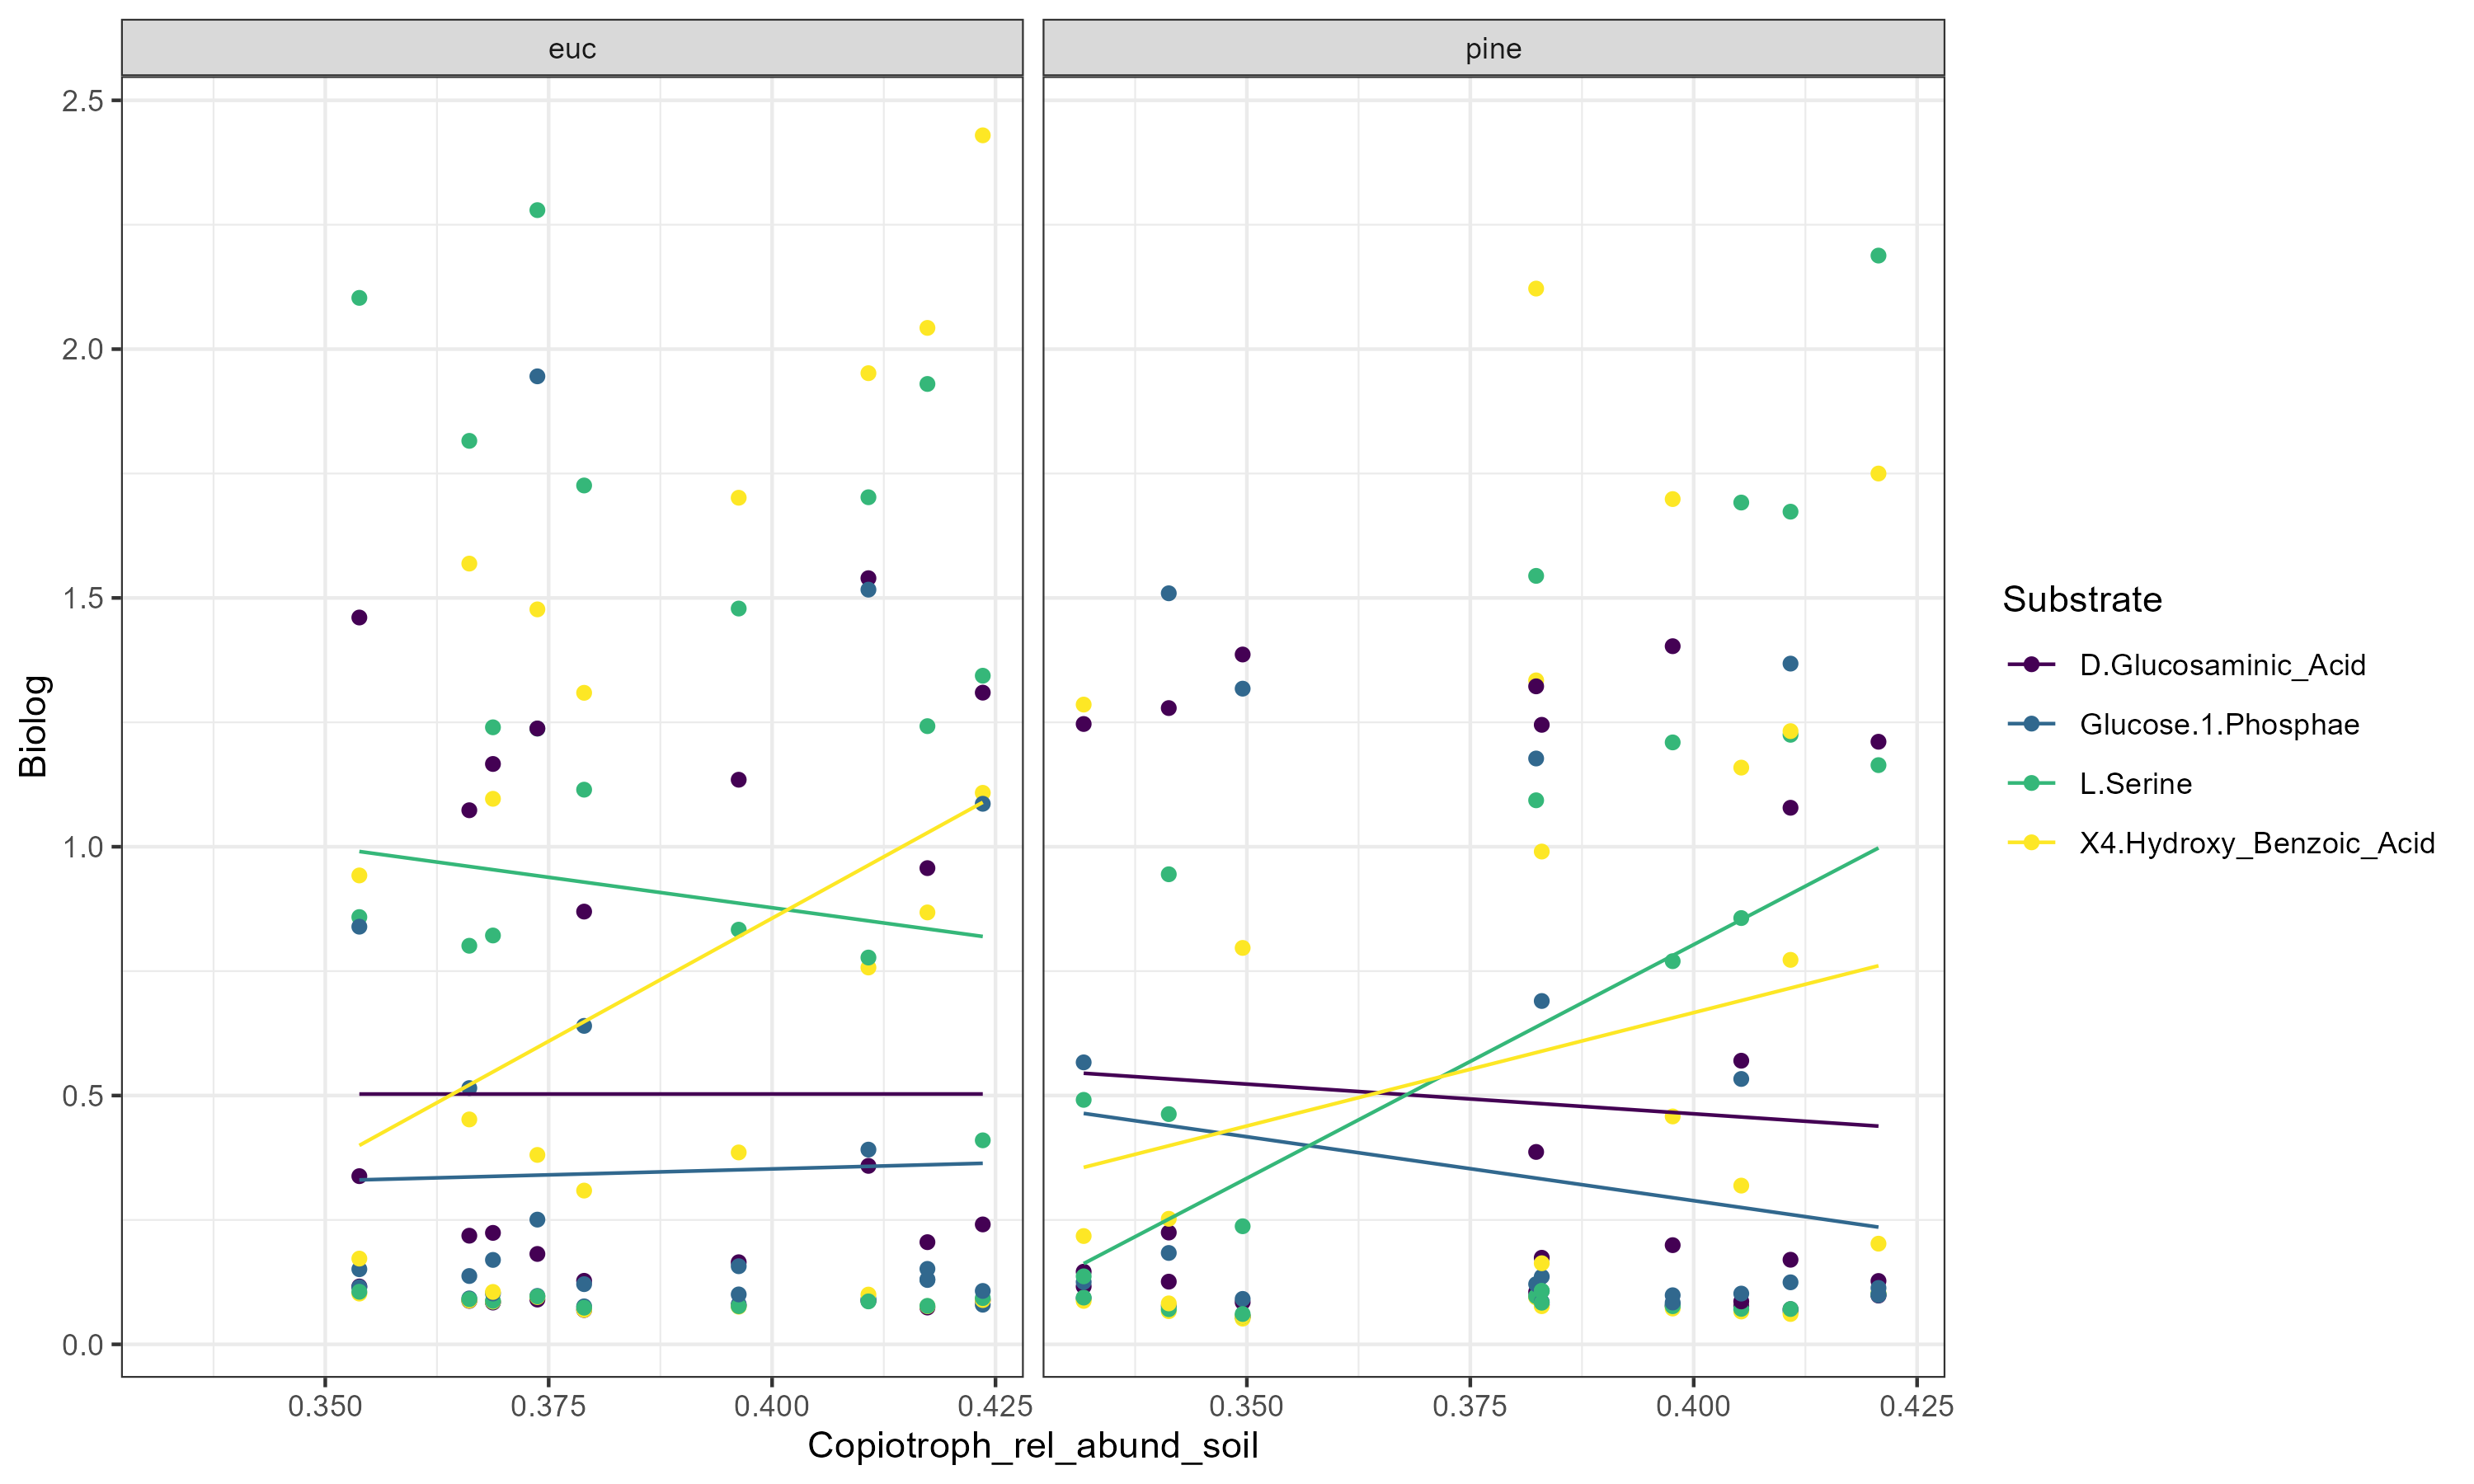 euc
pine
2.5
2.0
1.5
1.0
0.5
0.0
Biolog
0.350 0.375 0.400 0.425
0.350 0.375 0.400 0.425
Copiotroph_rel_abund_soil
Substrate
D.Glucosaminic_Acid
Glucose.1.Phosphae
L.Serine
X4.Hydroxy_Benzoic_Acid